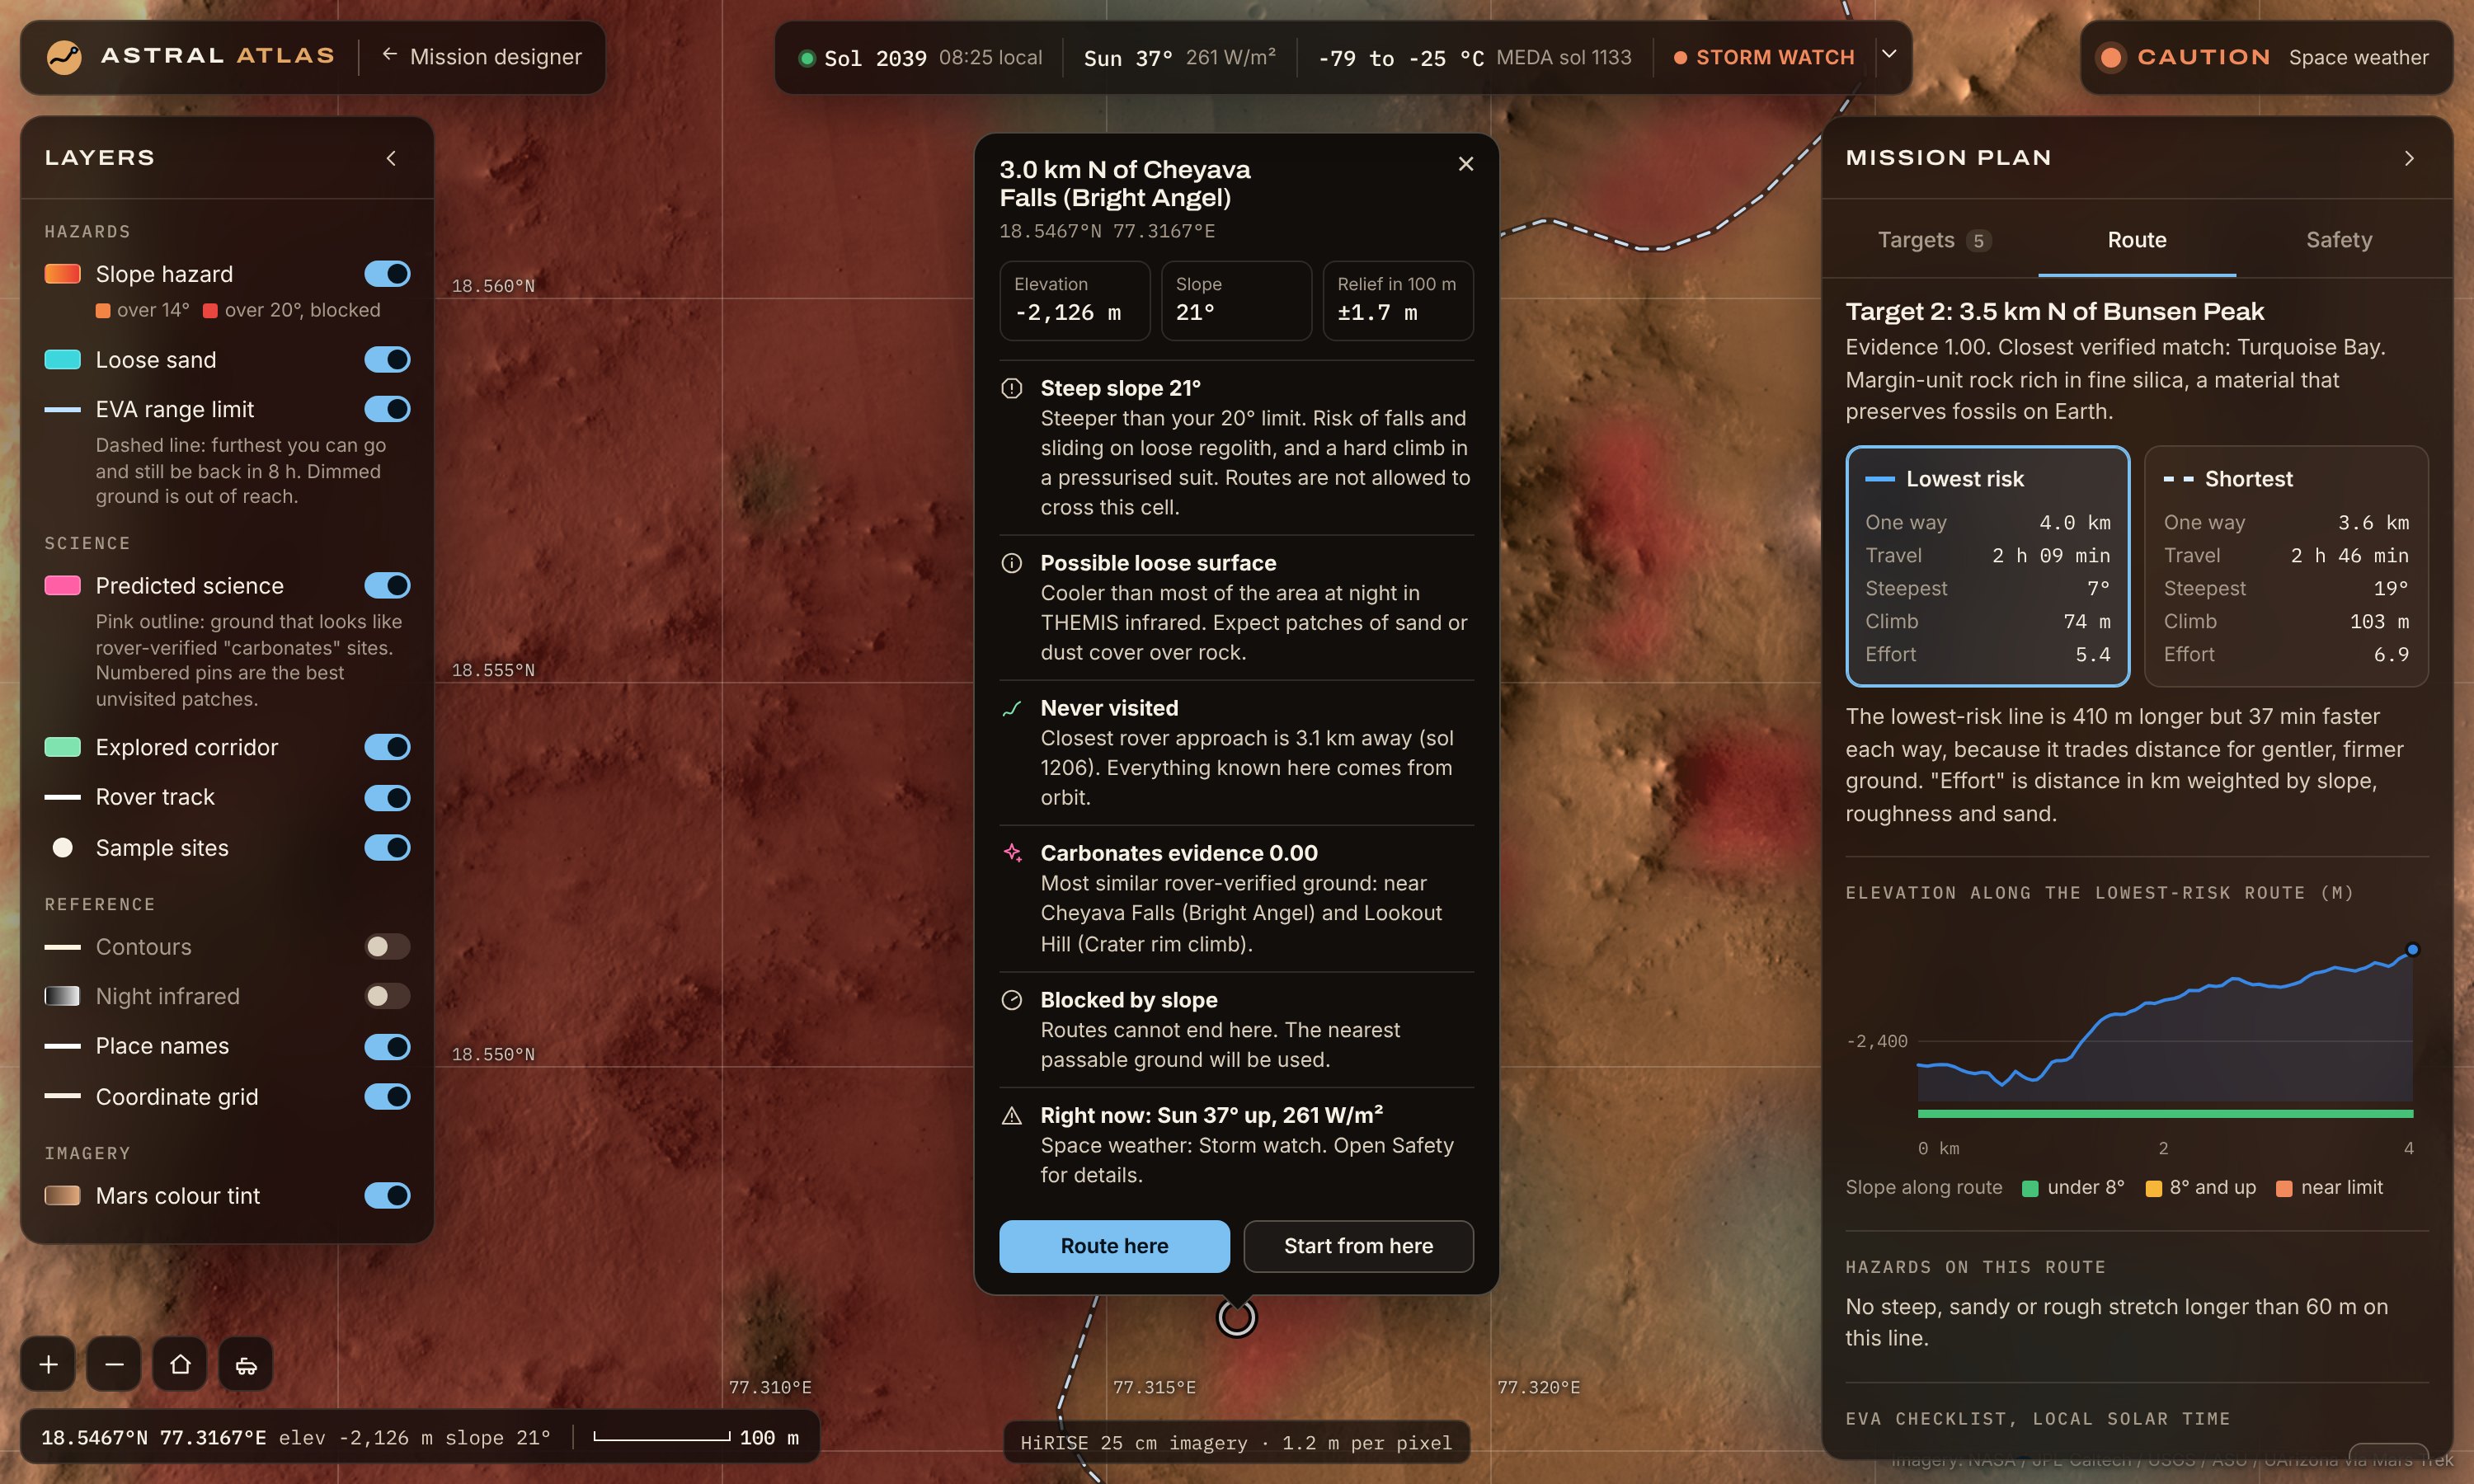 ASTRAL ATLAS
Mission designer
Sol 2039 08:25 local
Sun 37° 261 W/m²
-79 to -25 °C MEDA sol 1133
STORM WATCH
CAUTION Space weather
LAYERS
HAZARDS
Slope hazard
over 14° over 20°, blocked
Loose sand
EVA range limit
Dashed line: furthest you can go
and still be back in 8 h. Dimmed
ground is out of reach.
SCIENCE
Predicted science
Pink outline: ground that looks like
rover-verified "carbonates" sites.
Numbered pins are the best
unvisited patches.
Explored corridor
Rover track
Sample sites
REFERENCE
Contours
Night infrared
Place names
Coordinate grid
IMAGERY
Mars colour tint
18.560°N
18.555°N
18.550°N
77.310°E
77.315°E
77.320°E
18.5467°N 77.3167°E elev -2,126 m slope 21°
100 m
HiRISE 25 cm imagery · 1.2 m per pixel
3.0 km N of Cheyava
Falls (Bright Angel)
18.5467°N 77.3167°E
Elevation
-2,126 m
Slope
21°
Relief in 100 m
±1.7 m
Steep slope 21°
Steeper than your 20° limit. Risk of falls and
sliding on loose regolith, and a hard climb in
a pressurised suit. Routes are not allowed to
cross this cell.
Possible loose surface
Cooler than most of the area at night in
THEMIS infrared. Expect patches of sand or
dust cover over rock.
Never visited
Closest rover approach is 3.1 km away (sol
1206). Everything known here comes from
orbit.
Carbonates evidence 0.00
Most similar rover-verified ground: near
Cheyava Falls (Bright Angel) and Lookout
Hill (Crater rim climb).
Blocked by slope
Routes cannot end here. The nearest
passable ground will be used.
Right now: Sun 37° up, 261 W/m²
Space weather: Storm watch. Open Safety
for details.
Route here
Start from here
MISSION PLAN
Targets 5
Route
Safety
Target 2: 3.5 km N of Bunsen Peak
Evidence 1.00. Closest verified match: Turquoise Bay.
Margin-unit rock rich in fine silica, a material that
preserves fossils on Earth.
Lowest risk
One way 4.0 km
Travel 2 h 09 min
Steepest 7°
Climb 74 m
Effort 5.4
Shortest
One way 3.6 km
Travel 2 h 46 min
Steepest 19°
Climb 103 m
Effort 6.9
The lowest-risk line is 410 m longer but 37 min faster
each way, because it trades distance for gentler, firmer
ground. "Effort" is distance in km weighted by slope,
roughness and sand.
ELEVATION ALONG THE LOWEST-RISK ROUTE (M)
-2,400
0 km 2 4
Slope along route under 8° 8° and up near limit
HAZARDS ON THIS ROUTE
No steep, sandy or rough stretch longer than 60 m on
this line.
EVA CHECKLIST, LOCAL SOLAR TIME
Imagery: NASA / JPL Caltech / USGS / ASU / UArizona via Mars Trek